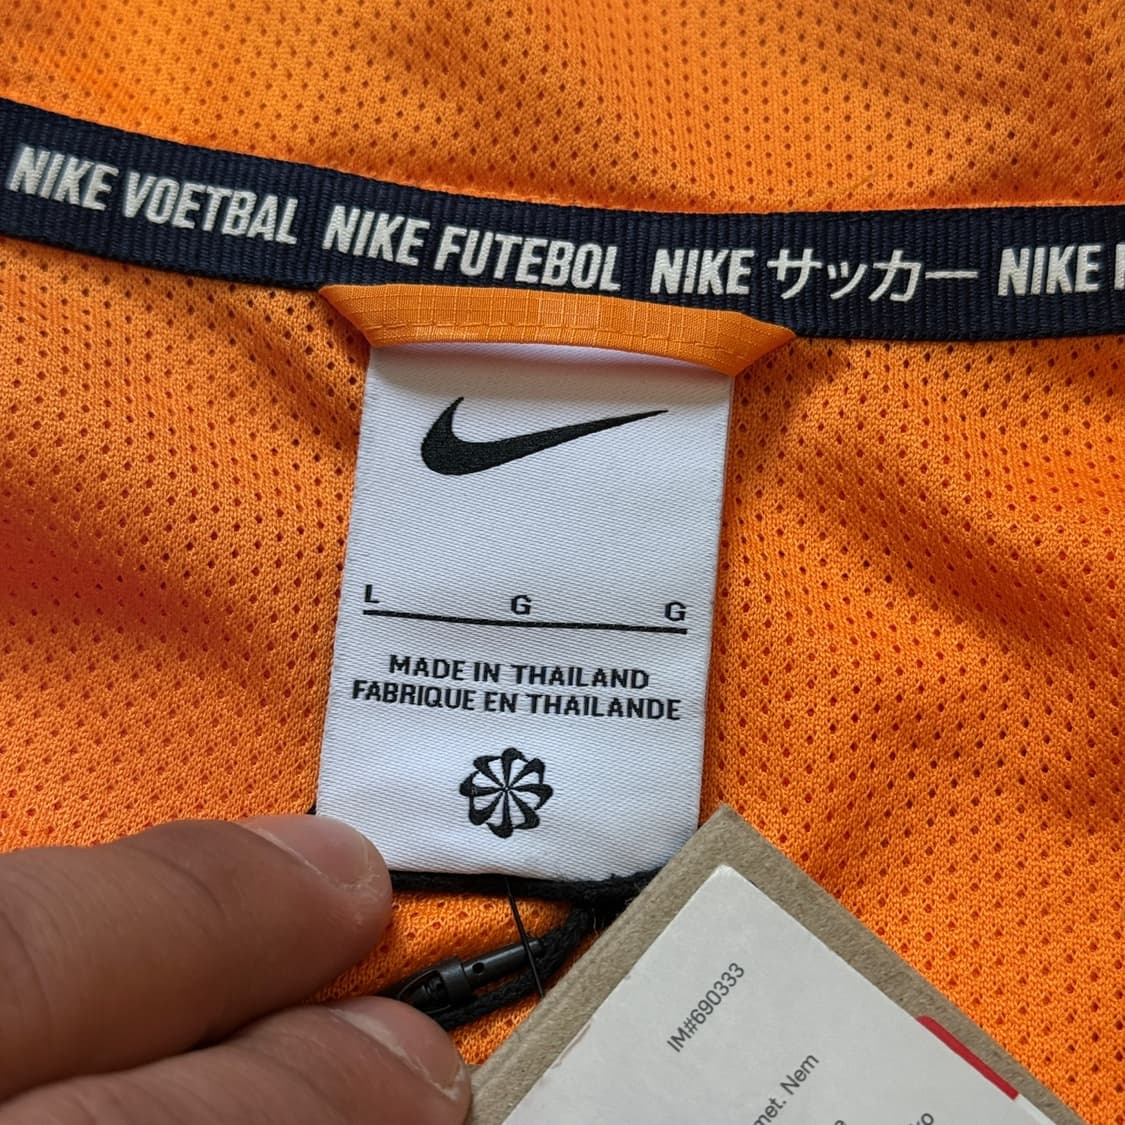 NIKE VOETBAL NIKE FUTEBOL NIKE サッカー NIKE
L G G
MADE IN THAILAND
FABRIQUE EN THAILANDE
IM#690333
Nem